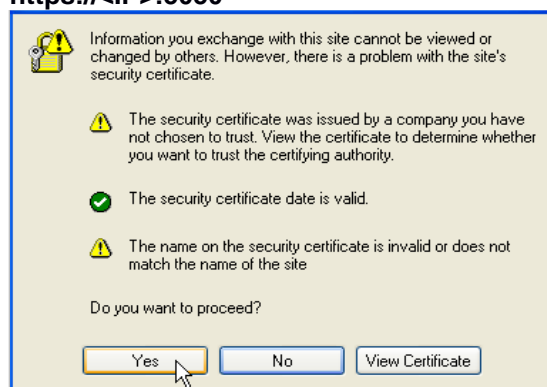 https://<IP>:8080
Information you exchange with this site cannot be viewed or
changed by others. However, there is a problem with the site's
security certificate.
The security certificate was issued by a company you have
not chosen to trust. View the certificate to determine whether
you want to trust the certifying authority.
The security certificate date is valid.
The name on the security certificate is invalid or does not
match the name of the site
Do you want to proceed?
Yes
No
View Certificate